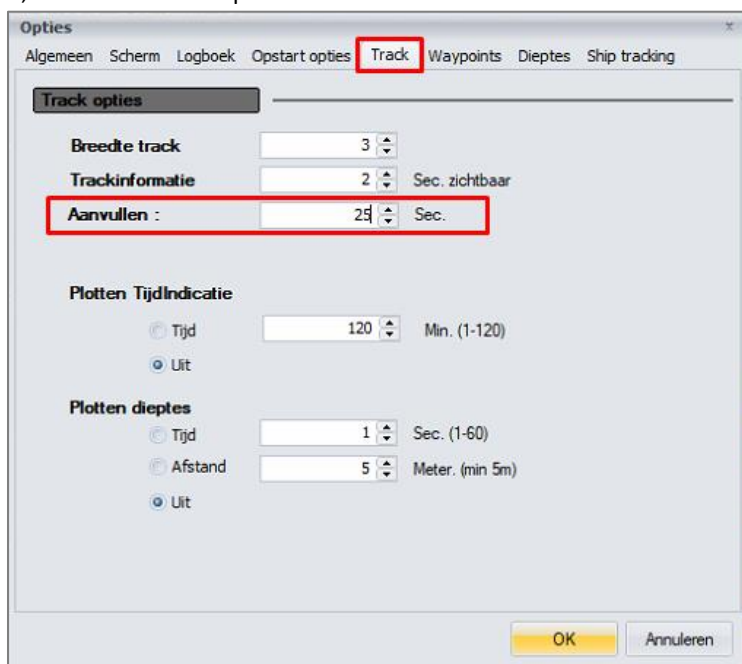 Opties x
Algemeen Scherm Logboek Opstart opties Track Waypoints Dieptes Ship tracking
Track opties
Breedte track 3
Trackinformatie 2 Sec. zichtbaar
Aanvullen : 25 Sec.
Plotten TijdIndicatie
Tijd 120 Min. (1-120)
Uit
Plotten dieptes
Tijd 1 Sec. (1-60)
Afstand 5 Meter. (min 5m)
Uit
OK Annuleren